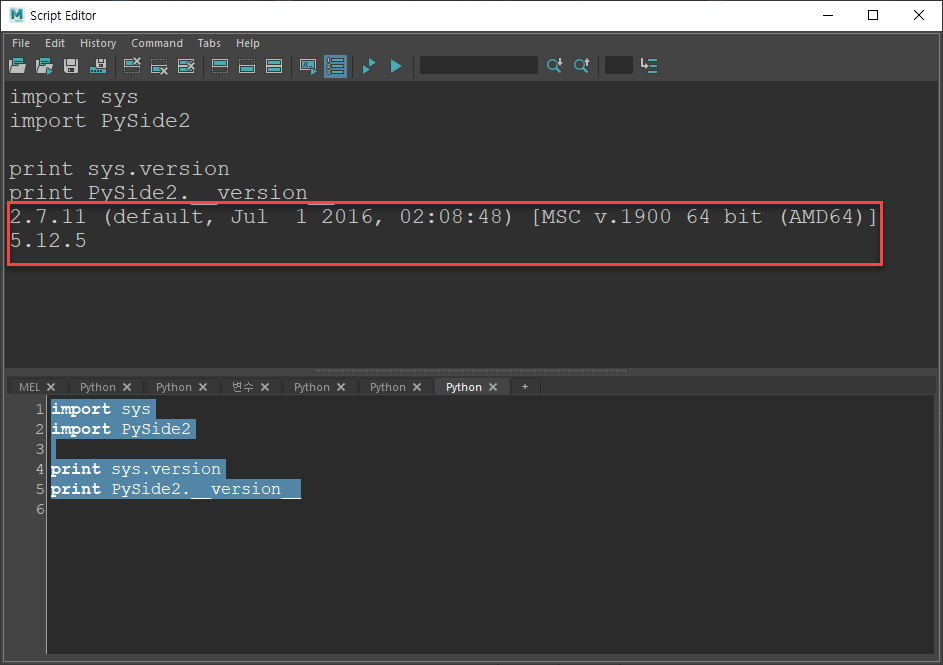 Script Editor
File Edit History Command Tabs Help
import sys
import PySide2
print sys.version
print PySide2.__version__
2.7.11 (default, Jul  1 2016, 02:08:48) [MSC v.1900 64 bit (AMD64)]
5.12.5
MEL Python Python 변수 Python Python Python +
1 import sys
2 import PySide2
3
4 print sys.version
5 print PySide2.__version__
6